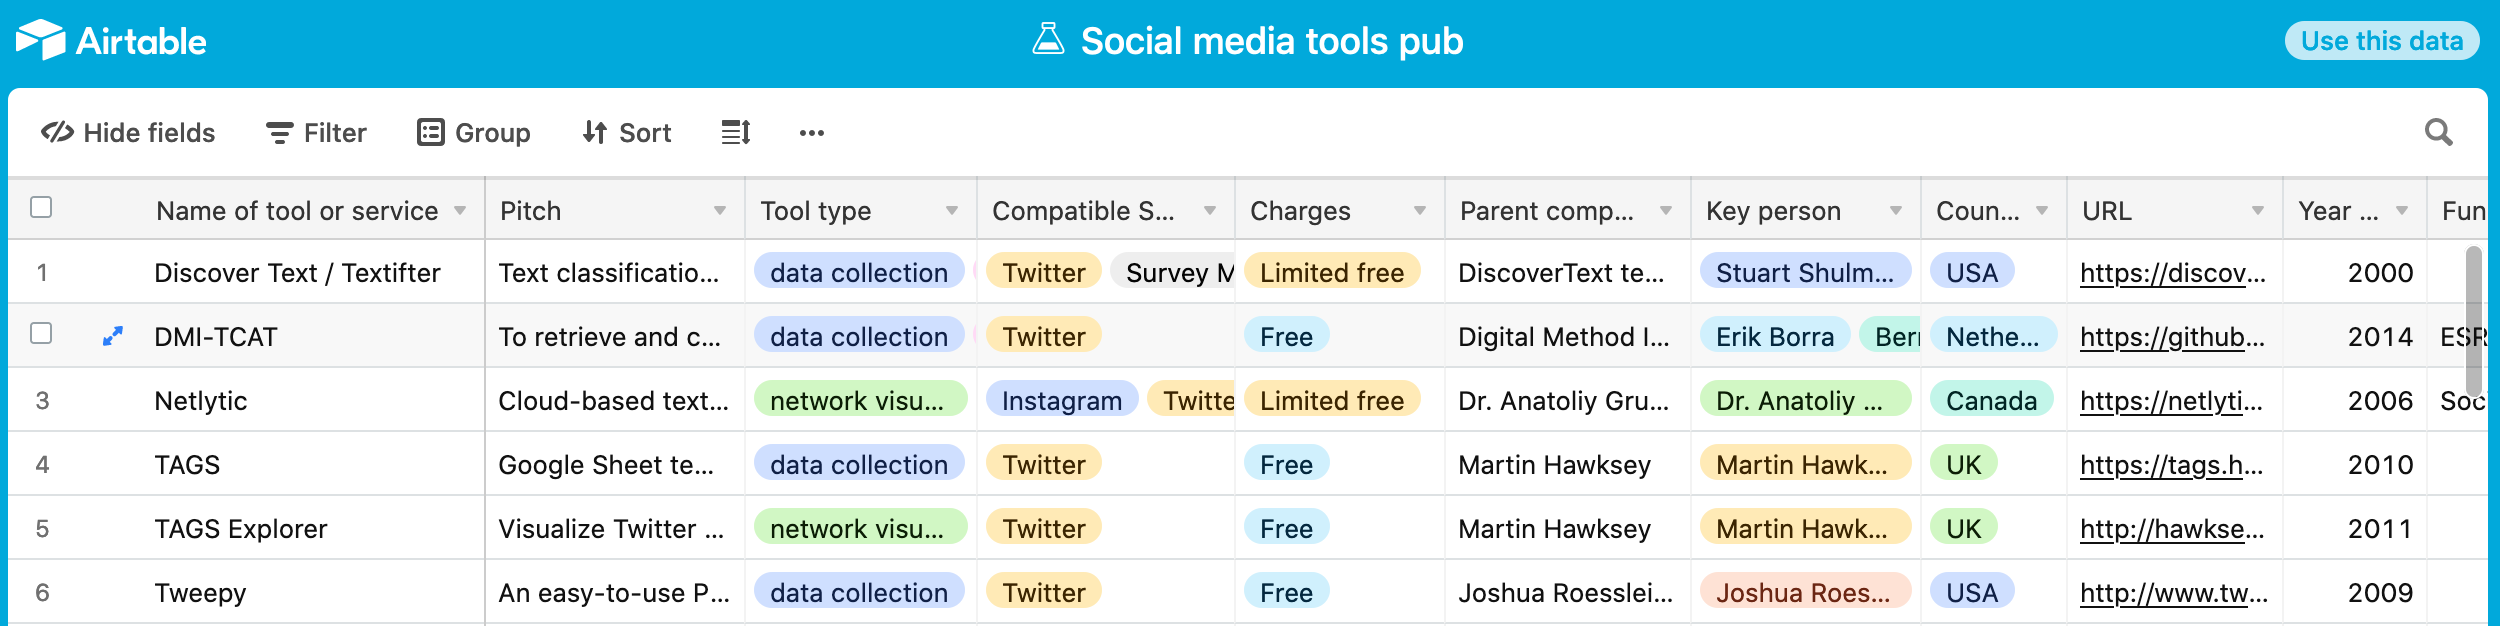 Airtable
Social media tools pub
Use this data
Hide fields Filter Group Sort
Name of tool or service Pitch Tool type Compatible S... Charges Parent comp... Key person Coun... URL Year ... Fun
1 Discover Text / Textifter Text classificatio... data collection Twitter Survey M Limited free DiscoverText te... Stuart Shulm... USA https://discov... 2000
DMI-TCAT To retrieve and c... data collection Twitter Free Digital Method I... Erik Borra Ber Nethe... https://github... 2014 ESR
3 Netlytic Cloud-based text... network visu... Instagram Twitte Limited free Dr. Anatoliy Gru... Dr. Anatoliy ... Canada https://netlyti... 2006 Soc
4 TAGS Google Sheet te... data collection Twitter Free Martin Hawksey Martin Hawk... UK https://tags.h... 2010
5 TAGS Explorer Visualize Twitter ... network visu... Twitter Free Martin Hawksey Martin Hawk... UK http://hawkse... 2011
6 Tweepy An easy-to-use P... data collection Twitter Free Joshua Roesslei... Joshua Roes... USA http://www.tw... 2009